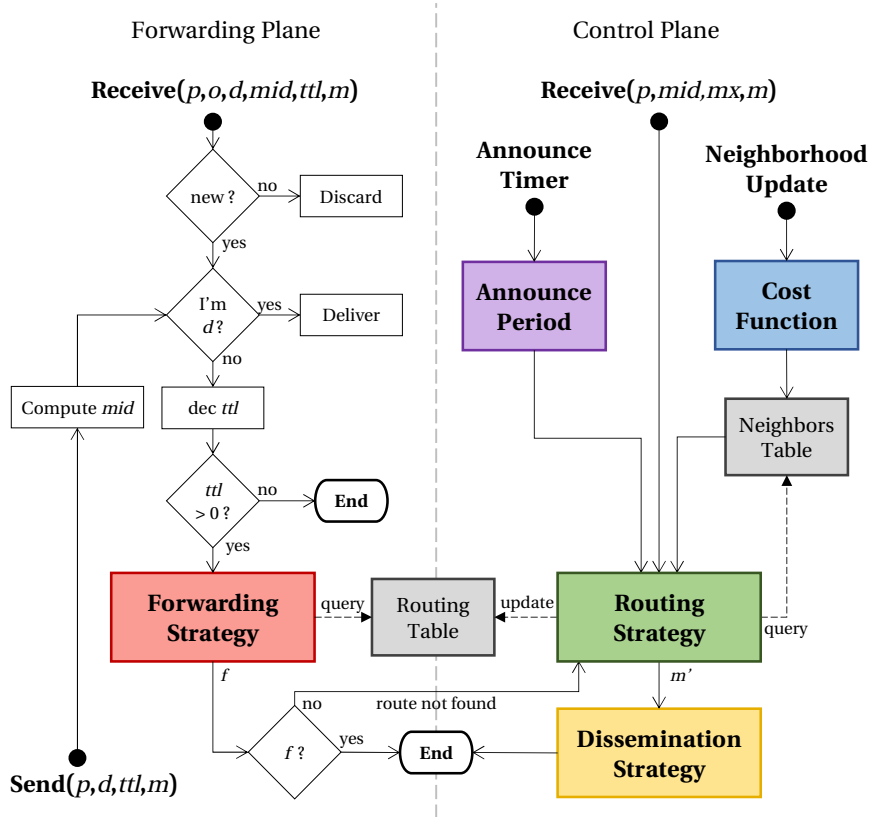 Forwarding Plane
Control Plane
Receive(p,o,d,mid,ttl,m)
Receive(p,mid,mx,m)
Announce
Timer
Neighborhood
Update
new ?
no
Discard
yes
I'm
d ?
yes
Deliver
no
Announce
Period
Cost
Function
Compute mid
dec ttl
Neighbors
Table
ttl
> 0 ?
no
End
yes
Forwarding
Strategy
query
Routing
Table
update
Routing
Strategy
query
f
no
route not found
m'
f ?
yes
End
Dissemination
Strategy
Send(p,d,ttl,m)